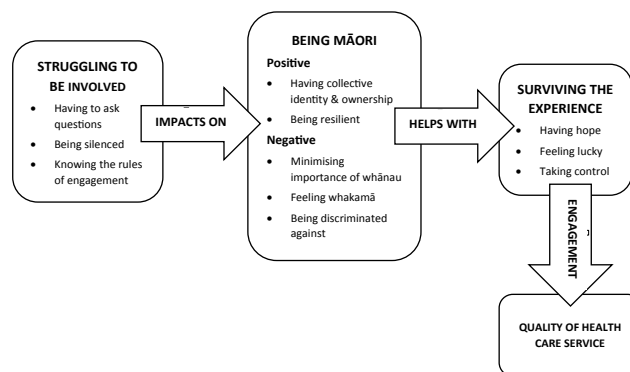 STRUGGLING TO
BE INVOLVED
• Having to ask
questions
• Being silenced
• Knowing the rules
of engagement
IMPACTS ON
BEING MĀORI
Positive
• Having collective
identity & ownership
• Being resilient
Negative
• Minimising
importance of whānau
• Feeling whakamā
• Being discriminated
against
HELPS WITH
SURVIVING THE
EXPERIENCE
• Having hope
• Feeling lucky
• Taking control
ENGAGEMENT
QUALITY OF HEALTH
CARE SERVICE